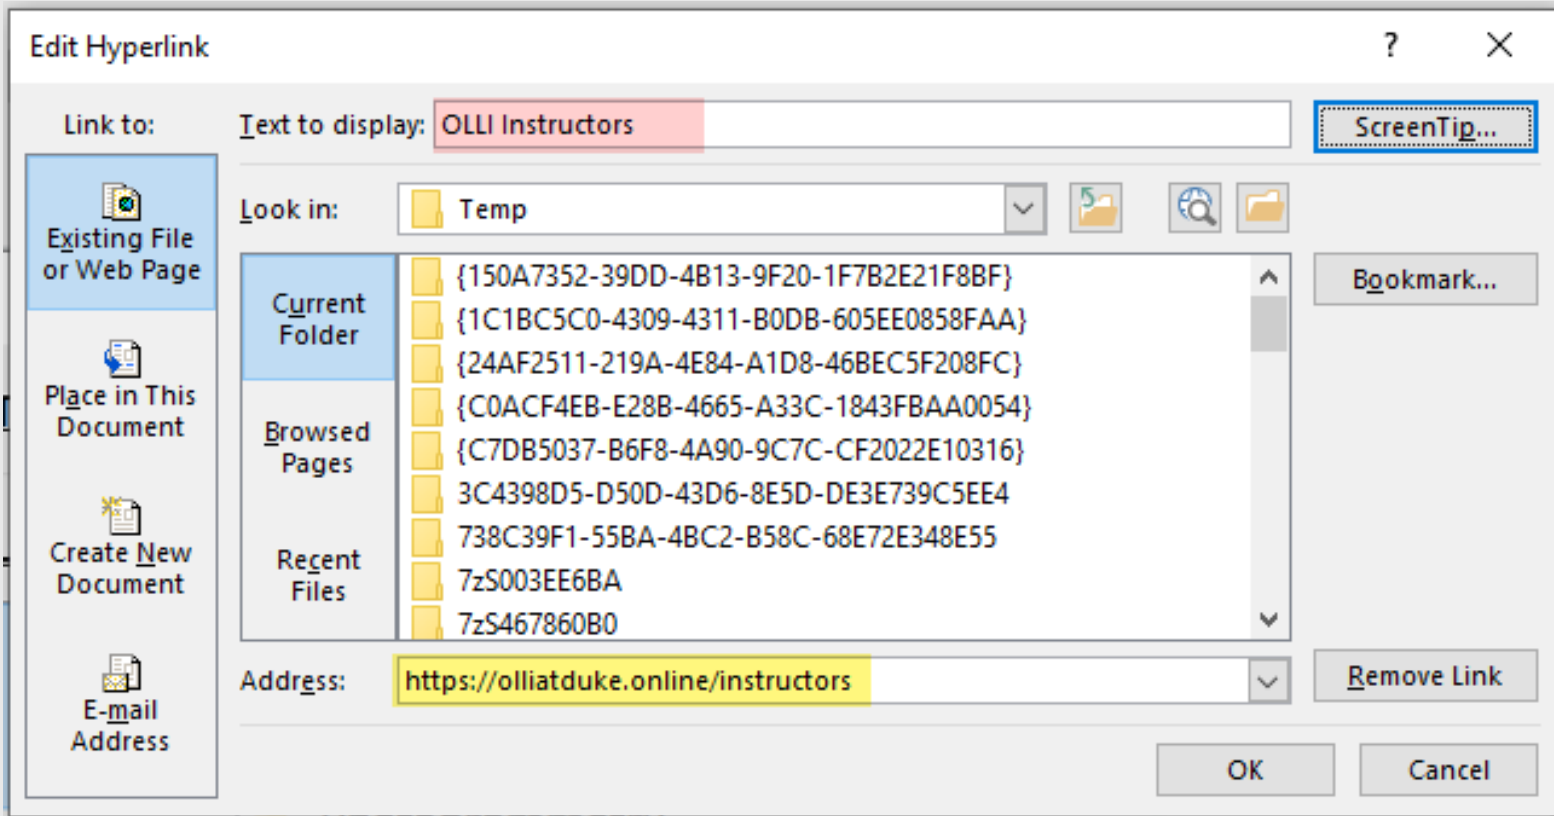 Edit Hyperlink
?
Link to:
Text to display: OLLI Instructors
ScreenTip...
Existing File
or Web Page
Place in This
Document
Create New
Document
E-mail
Address
Look in: Temp
Current
Folder
Browsed
Pages
Recent
Files
{150A7352-39DD-4B13-9F20-1F7B2E21F8BF}
{1C1BC5C0-4309-4311-B0DB-605EE0858FAA}
{24AF2511-219A-4E84-A1D8-46BEC5F208FC}
{C0ACF4EB-E28B-4665-A33C-1843FBAA0054}
{C7DB5037-B6F8-4A90-9C7C-CF2022E10316}
3C4398D5-D50D-43D6-8E5D-DE3E739C5EE4
738C39F1-55BA-4BC2-B58C-68E72E348E55
7zS003EE6BA
7zS467860B0
Bookmark...
Address: https://olliatduke.online/instructors
Remove Link
OK
Cancel